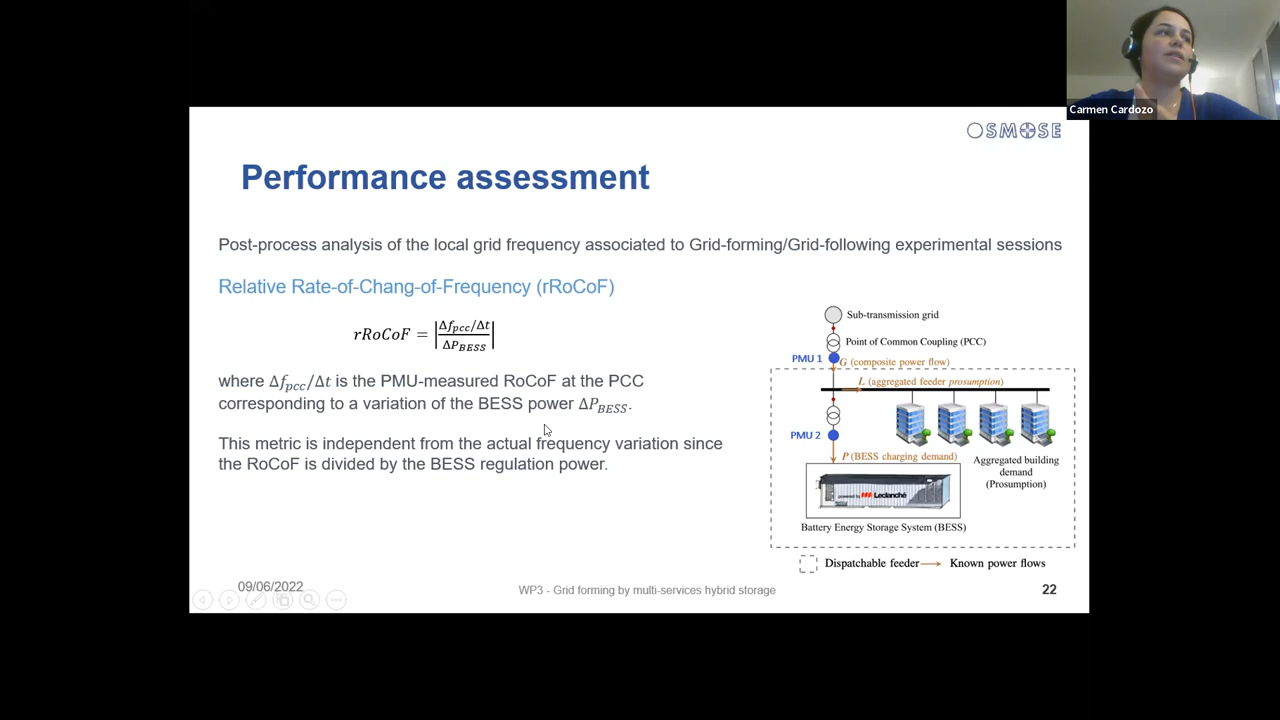 Carmen Cardozo
OSMOSE
Performance assessment
Post-process analysis of the local grid frequency associated to Grid-forming/Grid-following experimental sessions
Relative Rate-of-Chang-of-Frequency (rRoCoF)
rRoCoF = |Δf_pcc/Δt / ΔP_BESS|
where Δf_pcc/Δt is the PMU-measured RoCoF at the PCC
corresponding to a variation of the BESS power ΔP_BESS.
This metric is independent from the actual frequency variation since
the RoCoF is divided by the BESS regulation power.
Sub-transmission grid
Point of Common Coupling (PCC)
PMU 1
G (composite power flow)
L (aggregated feeder prosumption)
PMU 2
P (BESS charging demand)
Aggregated building
demand
(Prosumption)
powered by Leclanché
Battery Energy Storage System (BESS)
Dispatchable feeder
Known power flows
09/06/2022
WP3 - Grid forming by multi-services hybrid storage
22